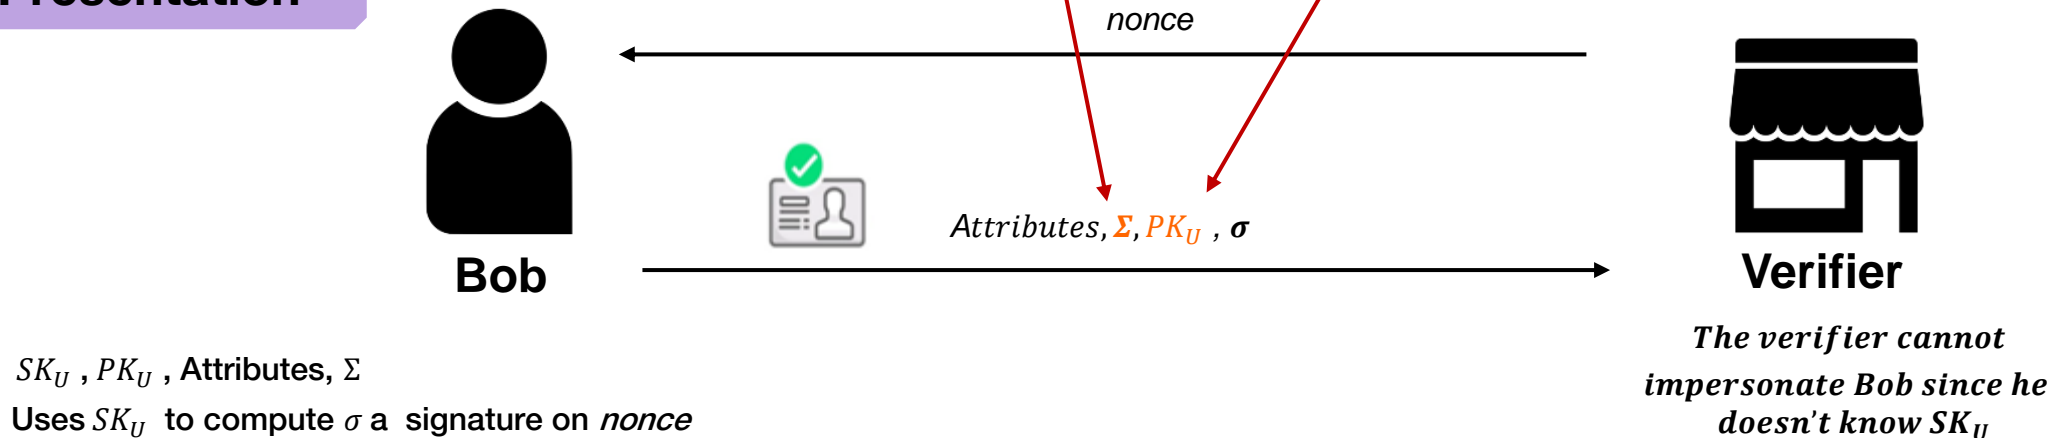 Presentation
nonce
Attributes, Σ, PK_U , σ
Bob
Verifier
The verifier cannot
impersonate Bob since he
doesn't know SK_U
SK_U , PK_U , Attributes, Σ
Uses SK_U to compute σ a signature on nonce